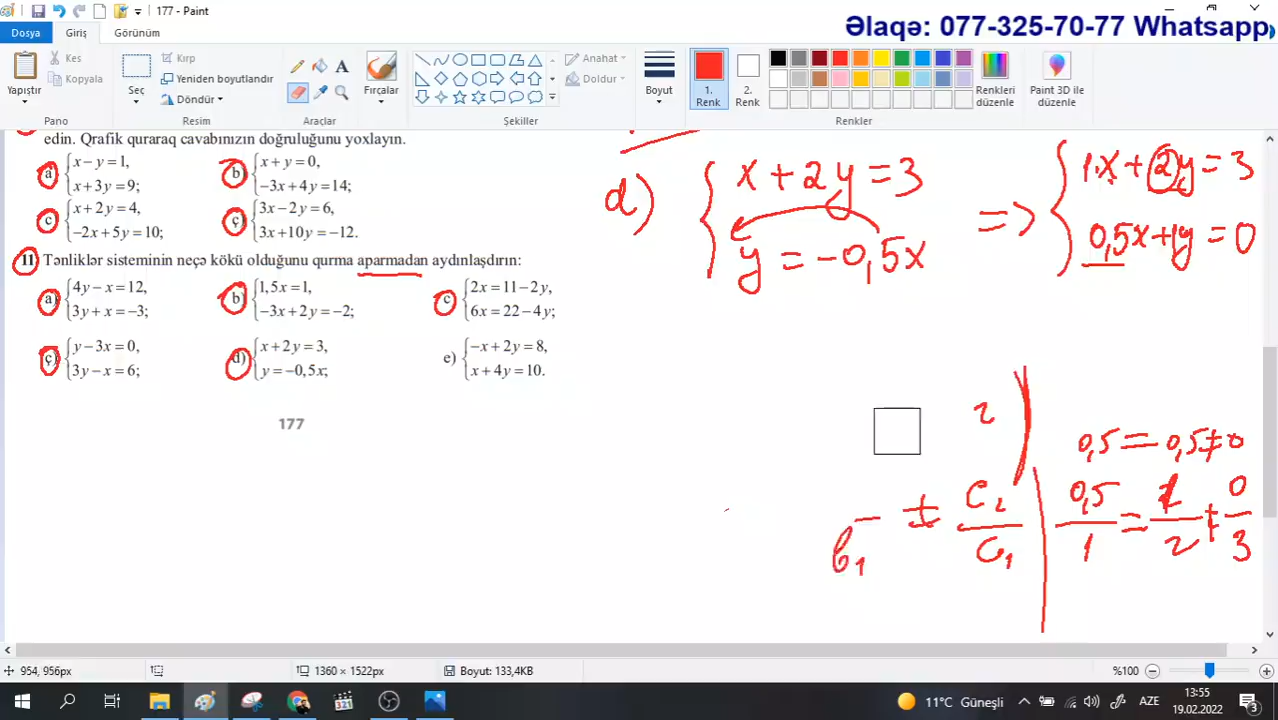 177 - Paint
Əlaqə: 077-325-70-77 Whatsapp
Dosya Giriş Görünüm
Yapıştır
Kes
Kopyala
Pano
Seç
Kırp
Yeniden boyutlandır
Döndür
Resim
A
Araçlar
Fırçalar
Anahat
Doldur
Şekiller
Boyut
1. Renk
2. Renk
Renkleri düzenle
Paint 3D ile düzenle
Renkler
edin. Qrafik quraraq cavabınızın doğruluğunu yoxlayın.
a) x − y = 1, x + 3y = 9;
b) x + y = 0, −3x + 4y = 14;
c) x + 2y = 4, −2x + 5y = 10;
ç) 3x − 2y = 6, 3x + 10y = −12.
11 Tənliklər sisteminin neçə kökü olduğunu qurma aparmadan aydınlaşdırın:
a) 4y − x = 12, 3y + x = −3;
b) 1,5x = 1, −3x + 2y = −2;
c) 2x = 11 − 2y, 6x = 22 − 4y;
ç) y − 3x = 0, 3y − x = 6;
d) x + 2y = 3, y = −0,5x;
e) −x + 2y = 8, x + 4y = 10.
177
d) x + 2y = 3
y = −0,5x
=>
1·x + 2y = 3
0,5x + 1y = 0
2
0,5 = 0,5 ≠ 0
b₁ ≠ c₂/c₁
0,5/1 = 1/2 ≠ 0/3
954, 956px
1360 × 1522px
Boyut: 133,4KB
%100
11°C Güneşli
AZE
13:55
19.02.2022
3